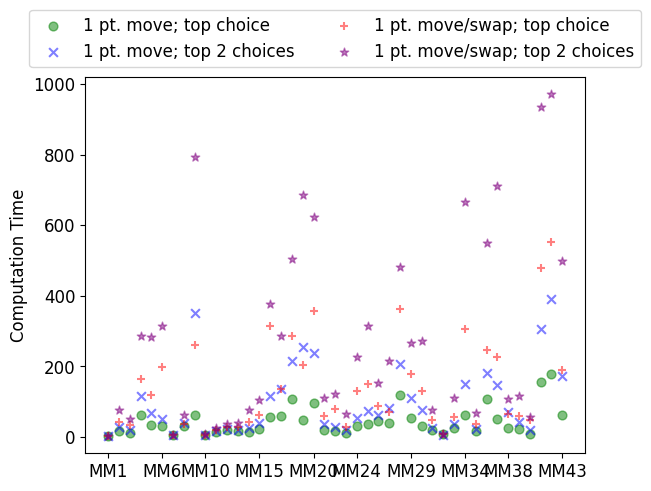 1 pt. move; top choice
1 pt. move; top 2 choices
1 pt. move/swap; top choice
1 pt. move/swap; top 2 choices
1000
800
600
400
200
0
Computation Time
MM1 MM6 MM10 MM15 MM20 MM24 MM29 MM34 MM38 MM43